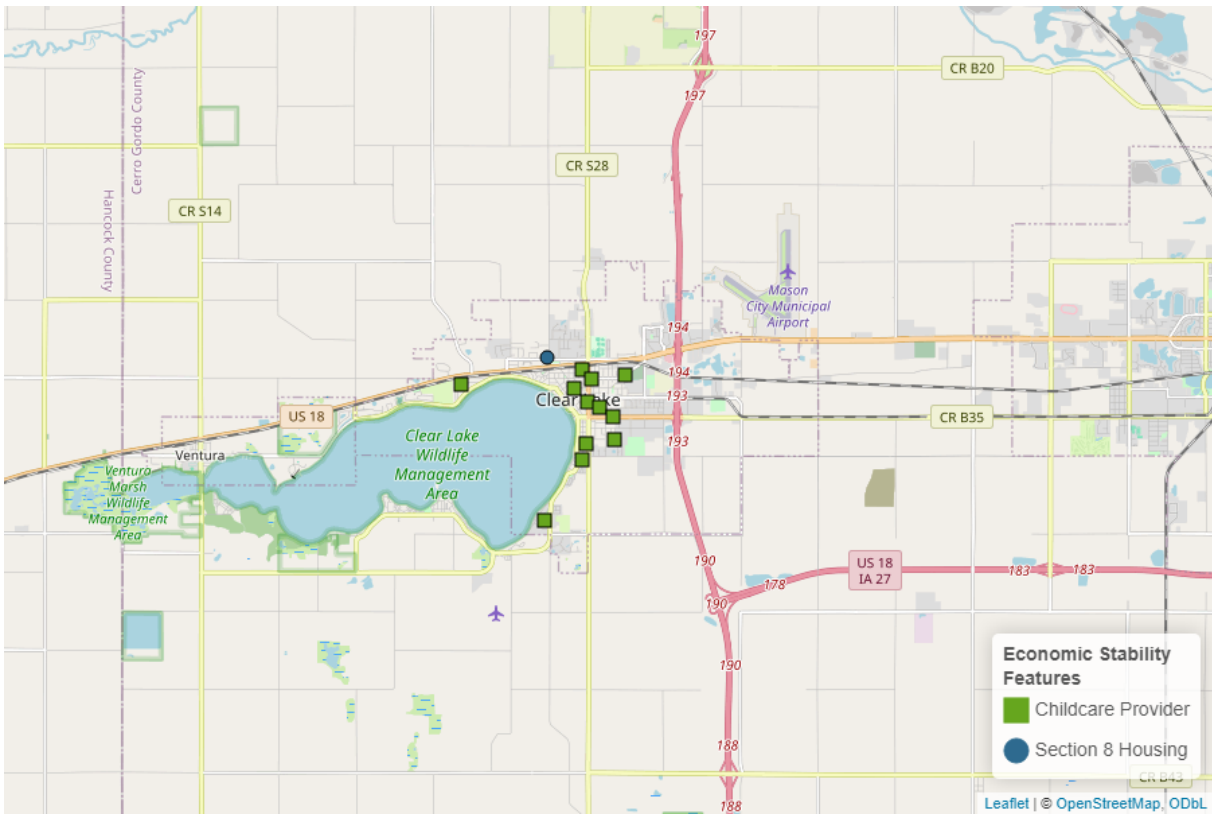 197
CR B20
197
Cerro Gordo County
CR S28
Hancock County
CR S14
Mason
City Municipal
Airport
194
194
193
Clear Lake
US 18
CR B35
193
Clear Lake
Wildlife
Management
Area
Ventura
Ventura
Marsh
Wildlife
Management
Area
190
US 18
IA 27
183
183
178
190
190
Economic Stability
Features
Childcare Provider
Section 8 Housing
188
CR B43
188
Leaflet | © OpenStreetMap, ODbL